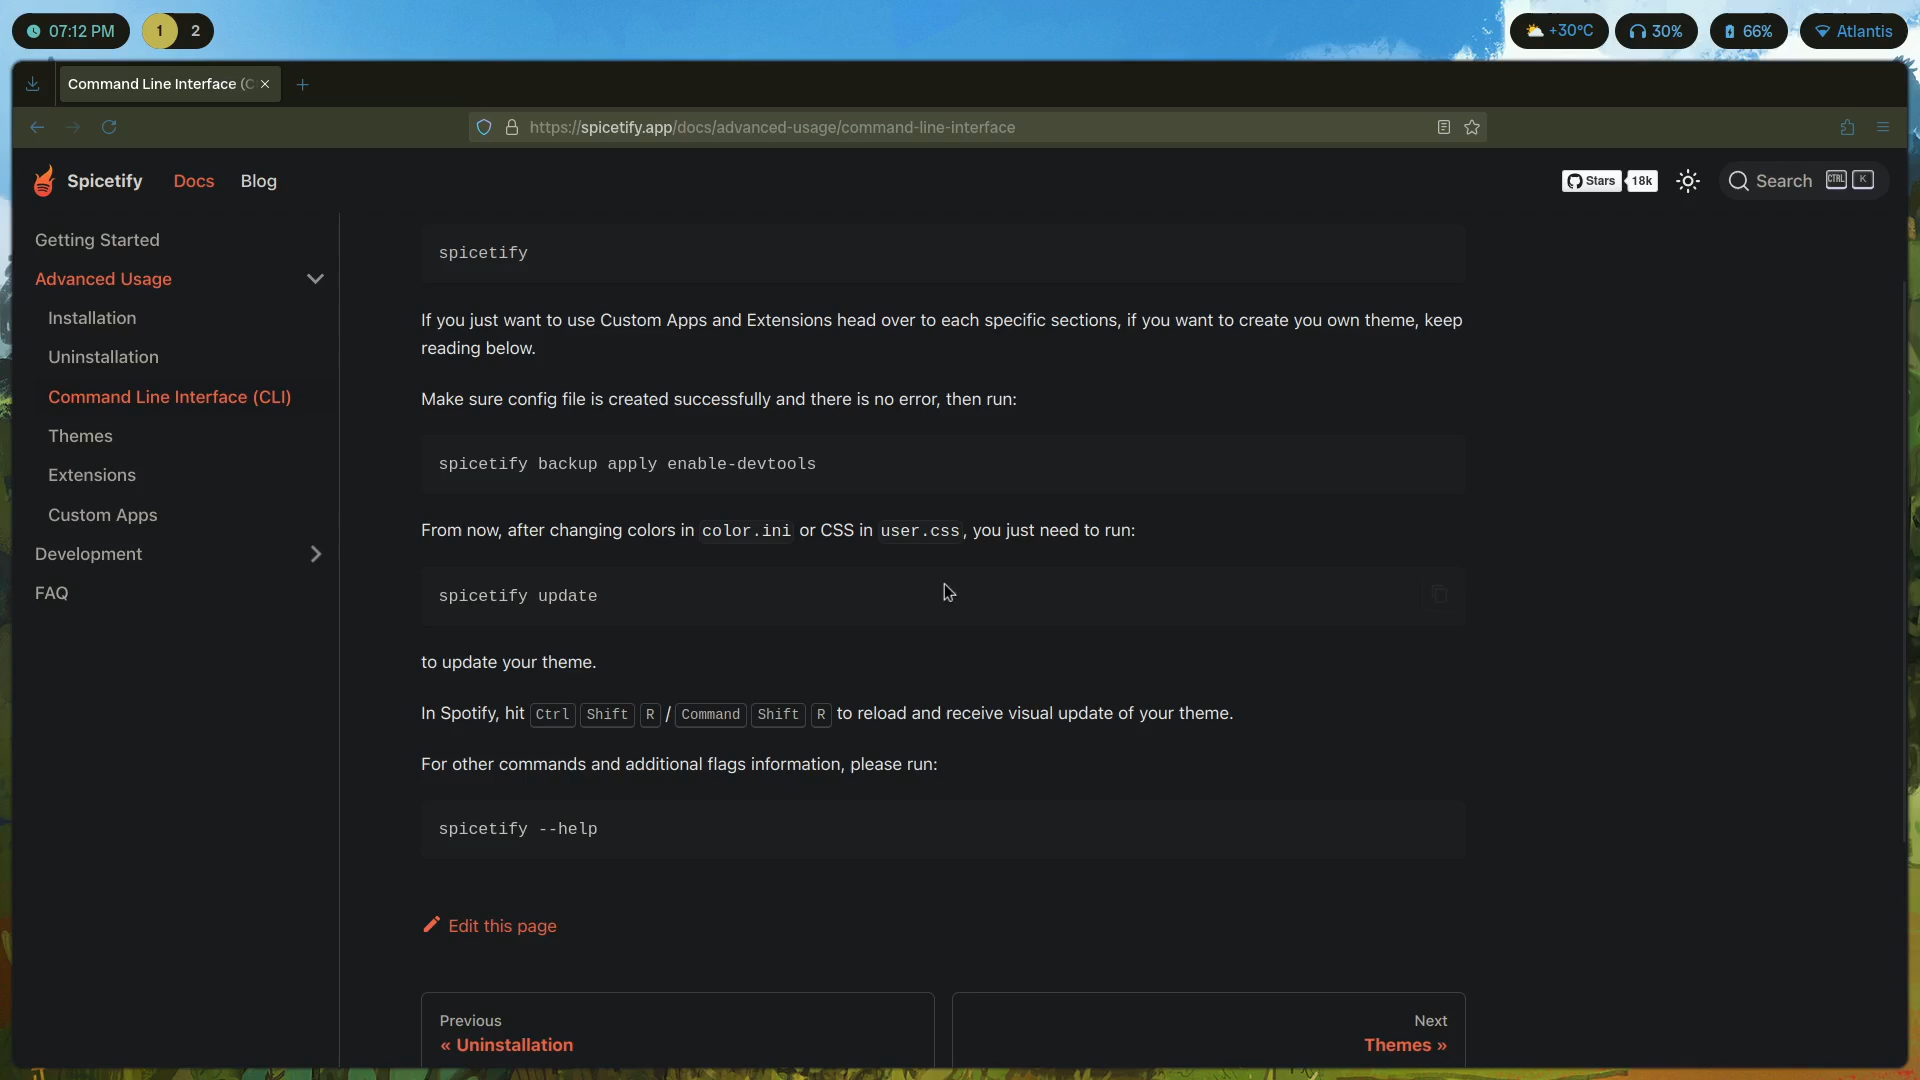 07:12 PM
1
2
+30°C
30%
66%
Atlantis
Command Line Interface (C
https://spicetify.app/docs/advanced-usage/command-line-interface
Spicetify
Docs
Blog
Stars
18k
Search
CTRL
K
Getting Started
Advanced Usage
Installation
Uninstallation
Command Line Interface (CLI)
Themes
Extensions
Custom Apps
Development
FAQ
spicetify
If you just want to use Custom Apps and Extensions head over to each specific sections, if you want to create you own theme, keep
reading below.
Make sure config file is created successfully and there is no error, then run:
spicetify backup apply enable-devtools
From now, after changing colors in color.ini or CSS in user.css, you just need to run:
spicetify update
to update your theme.
In Spotify, hit Ctrl Shift R / Command Shift R to reload and receive visual update of your theme.
For other commands and additional flags information, please run:
spicetify --help
Edit this page
Previous
« Uninstallation
Next
Themes »